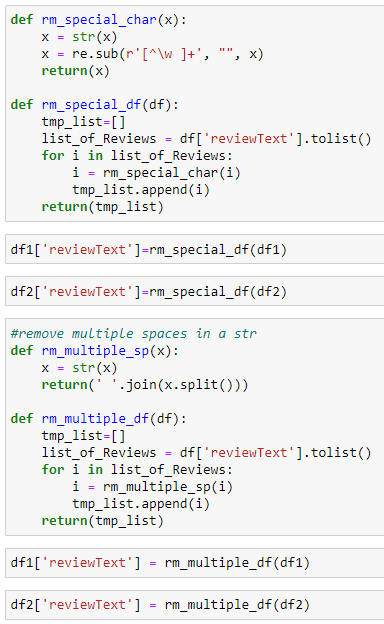 def rm_special_char(x):
    x = str(x)
    x = re.sub(r'[^\w ]+', "", x)
    return(x)

def rm_special_df(df):
    tmp_list=[]
    list_of_Reviews = df['reviewText'].tolist()
    for i in list_of_Reviews:
        i = rm_special_char(i)
        tmp_list.append(i)
    return(tmp_list)

df1['reviewText']=rm_special_df(df1)

df2['reviewText']=rm_special_df(df2)

#remove multiple spaces in a str
def rm_multiple_sp(x):
    x = str(x)
    return(' '.join(x.split()))

def rm_multiple_df(df):
    tmp_list=[]
    list_of_Reviews = df['reviewText'].tolist()
    for i in list_of_Reviews:
        i = rm_multiple_sp(i)
        tmp_list.append(i)
    return(tmp_list)

df1['reviewText'] = rm_multiple_df(df1)

df2['reviewText'] = rm_multiple_df(df2)